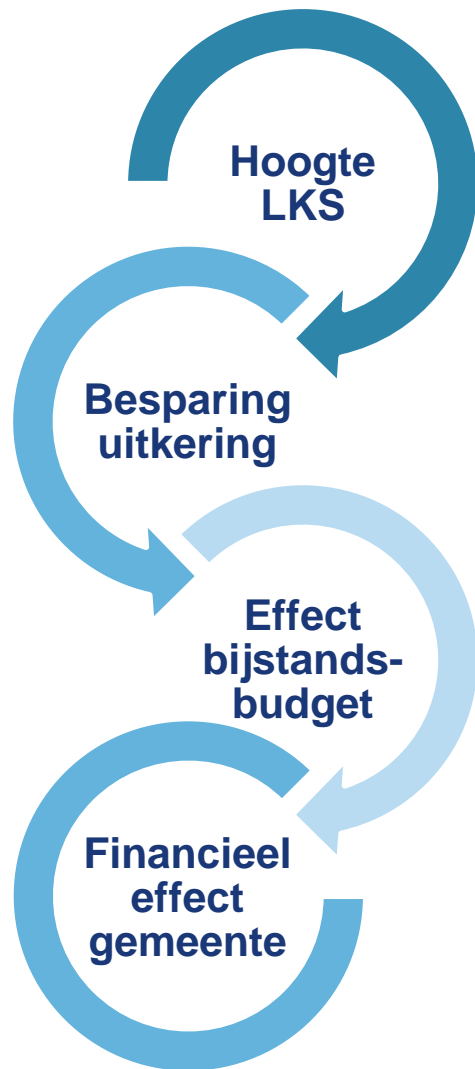 Hoogte
LKS
Besparing
uitkering
Effect
bijstands-
budget
Financieel
effect
gemeente